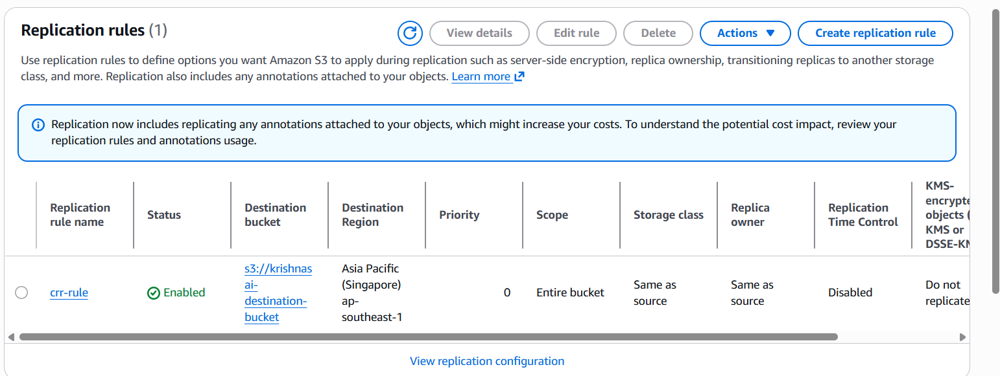 Replication rules (1)
View details
Edit rule
Delete
Actions
Create replication rule
Use replication rules to define options you want Amazon S3 to apply during replication such as server-side encryption, replica ownership, transitioning replicas to another storage
class, and more. Replication also includes any annotations attached to your objects. Learn more
Replication now includes replicating any annotations attached to your objects, which might increase your costs. To understand the potential cost impact, review your
replication rules and annotations usage.
Replication
rule name
Status
Destination
bucket
Destination
Region
Priority
Scope
Storage class
Replica
owner
Replication
Time Control
KMS-
encrypte
objects (
KMS or
DSSE-KM
crr-rule
Enabled
s3://krishnas
ai-
destination-
bucket
Asia Pacific
(Singapore)
ap-
southeast-1
0
Entire bucket
Same as
source
Same as
source
Disabled
Do not
replicate
View replication configuration